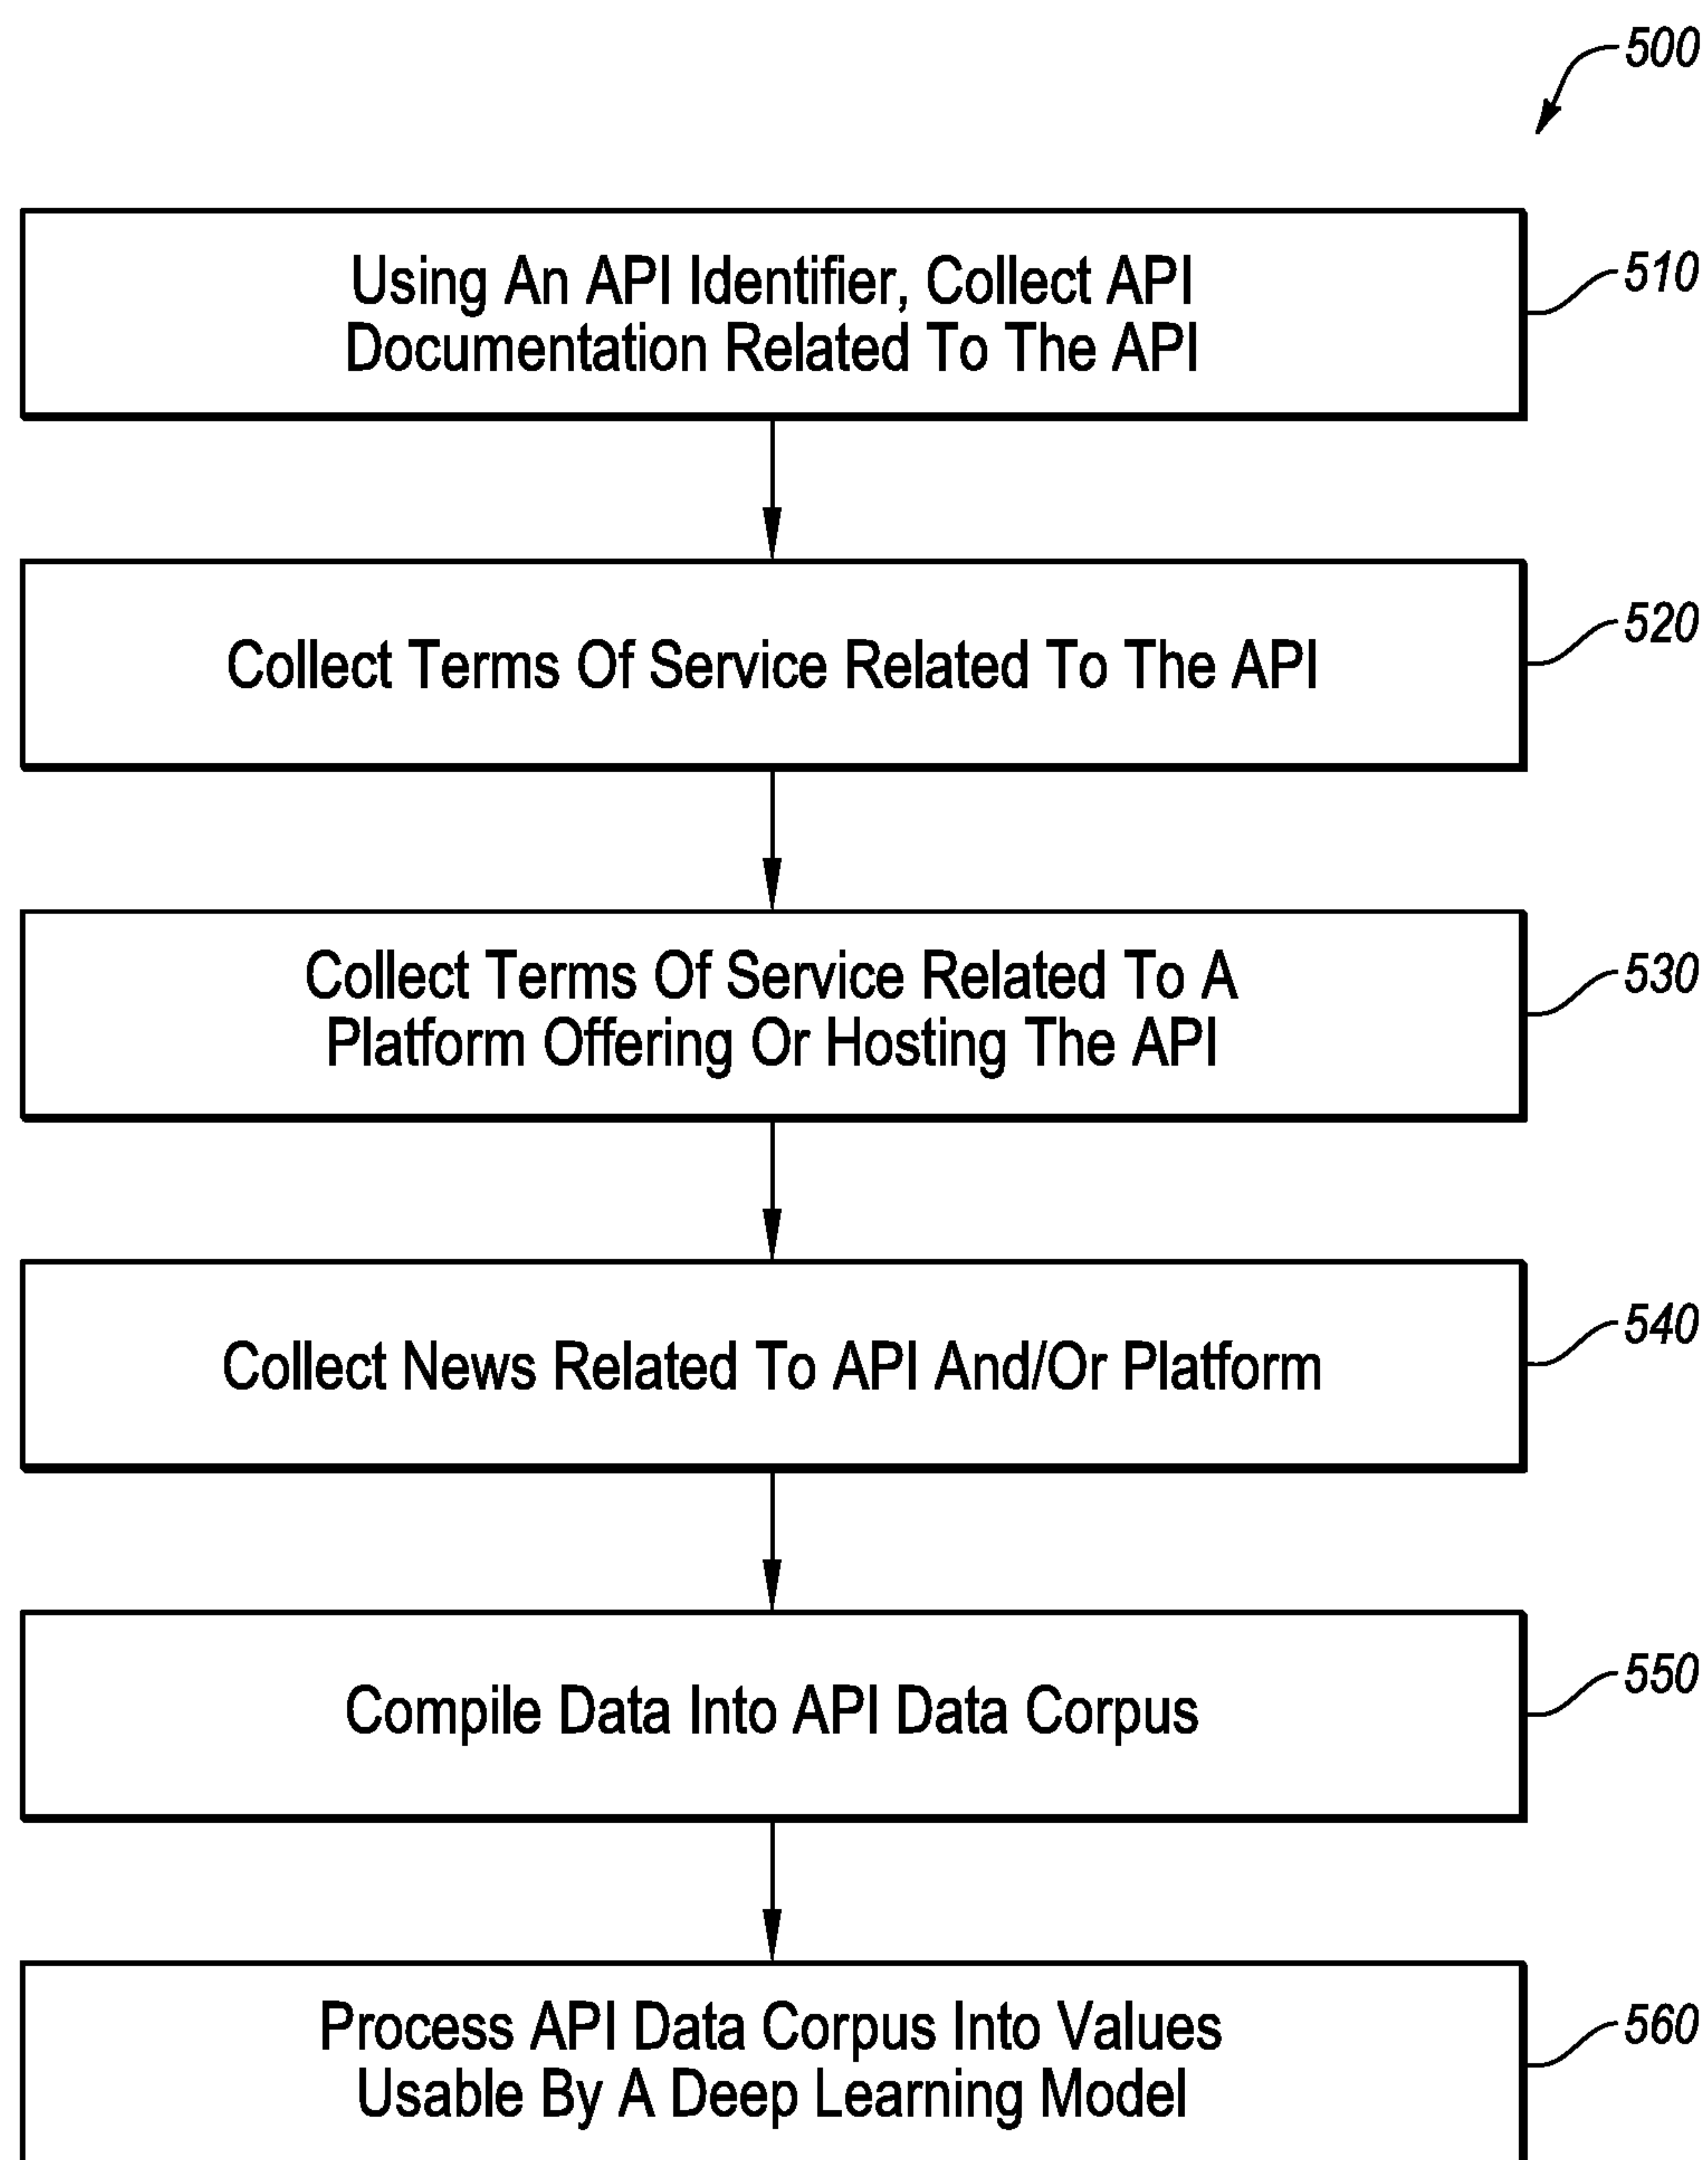 500
Using An API Identifier, Collect API
Documentation Related To The API
510
Collect Terms Of Service Related To The API
520
Collect Terms Of Service Related To A
Platform Offering Or Hosting The API
530
Collect News Related To API And/Or Platform
540
Compile Data Into API Data Corpus
550
Process API Data Corpus Into Values
Usable By A Deep Learning Model
560